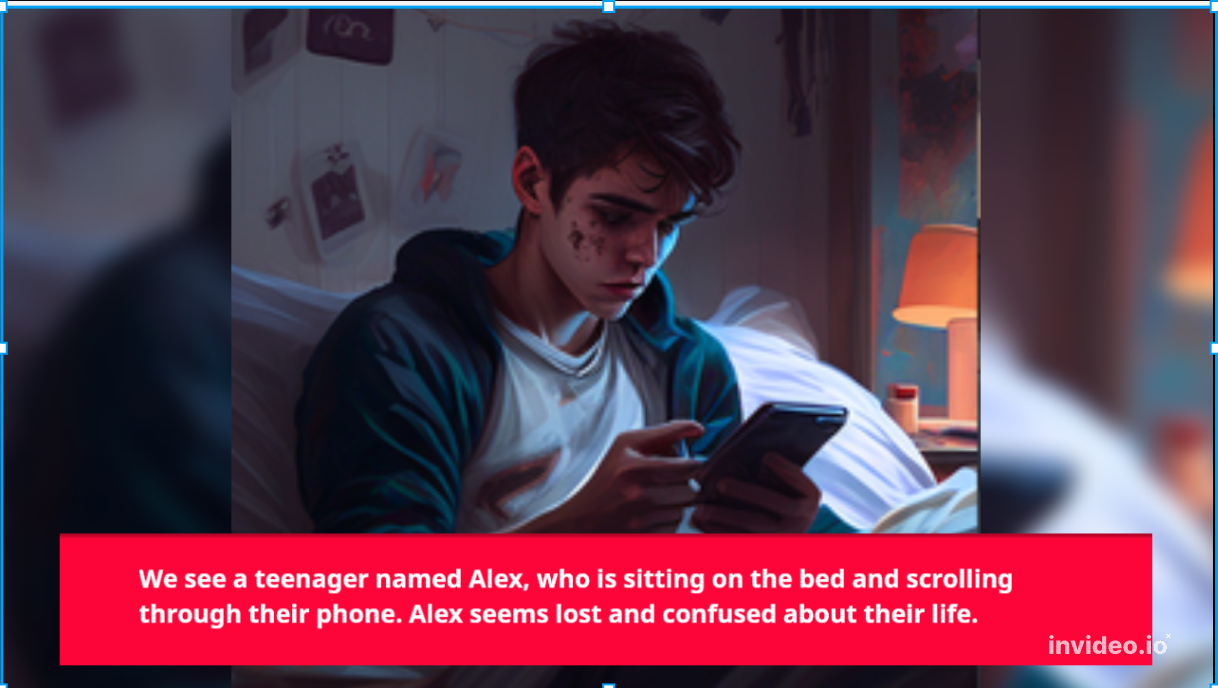 We see a teenager named Alex, who is sitting on the bed and scrolling
through their phone. Alex seems lost and confused about their life.
invideo.io